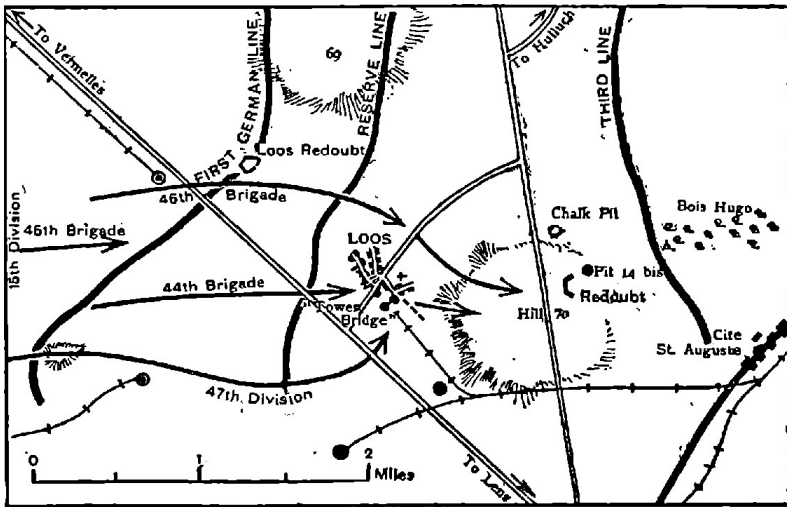 To Vermelles
FIRST GERMAN LINE
69
RESERVE LINE
To Hulluch
THIRD LINE
Loos Redoubt
46th Brigade
15th Division
45th Brigade
LOOS
Chalk Pit
Bois Hugo
44th Brigade
Pit 14 bis
Redoubt
"Tower
Bridge"
Hill 70
Cite
St. Auguste
47th Division
To Lens
0 1 2
Miles